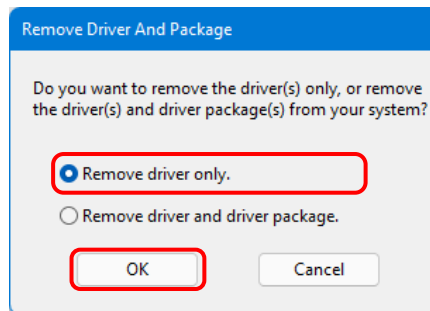 Remove Driver And Package
Do you want to remove the driver(s) only, or remove
the driver(s) and driver package(s) from your system?
Remove driver only.
Remove driver and driver package.
OK
Cancel